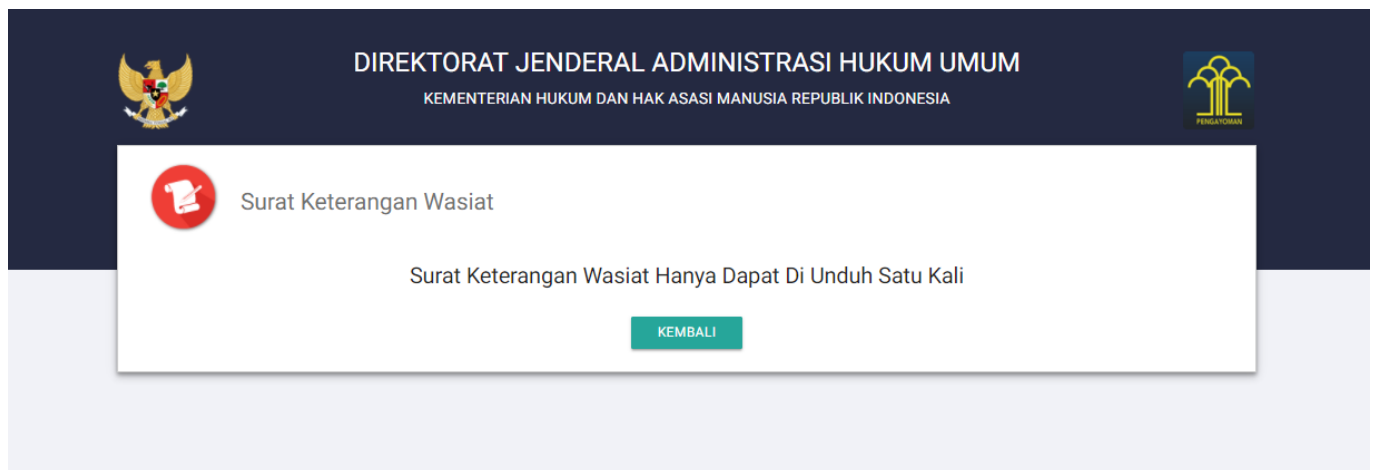 DIREKTORAT JENDERAL ADMINISTRASI HUKUM UMUM
KEMENTERIAN HUKUM DAN HAK ASASI MANUSIA REPUBLIK INDONESIA
PENGAYOMAN
Surat Keterangan Wasiat
Surat Keterangan Wasiat Hanya Dapat Di Unduh Satu Kali
KEMBALI